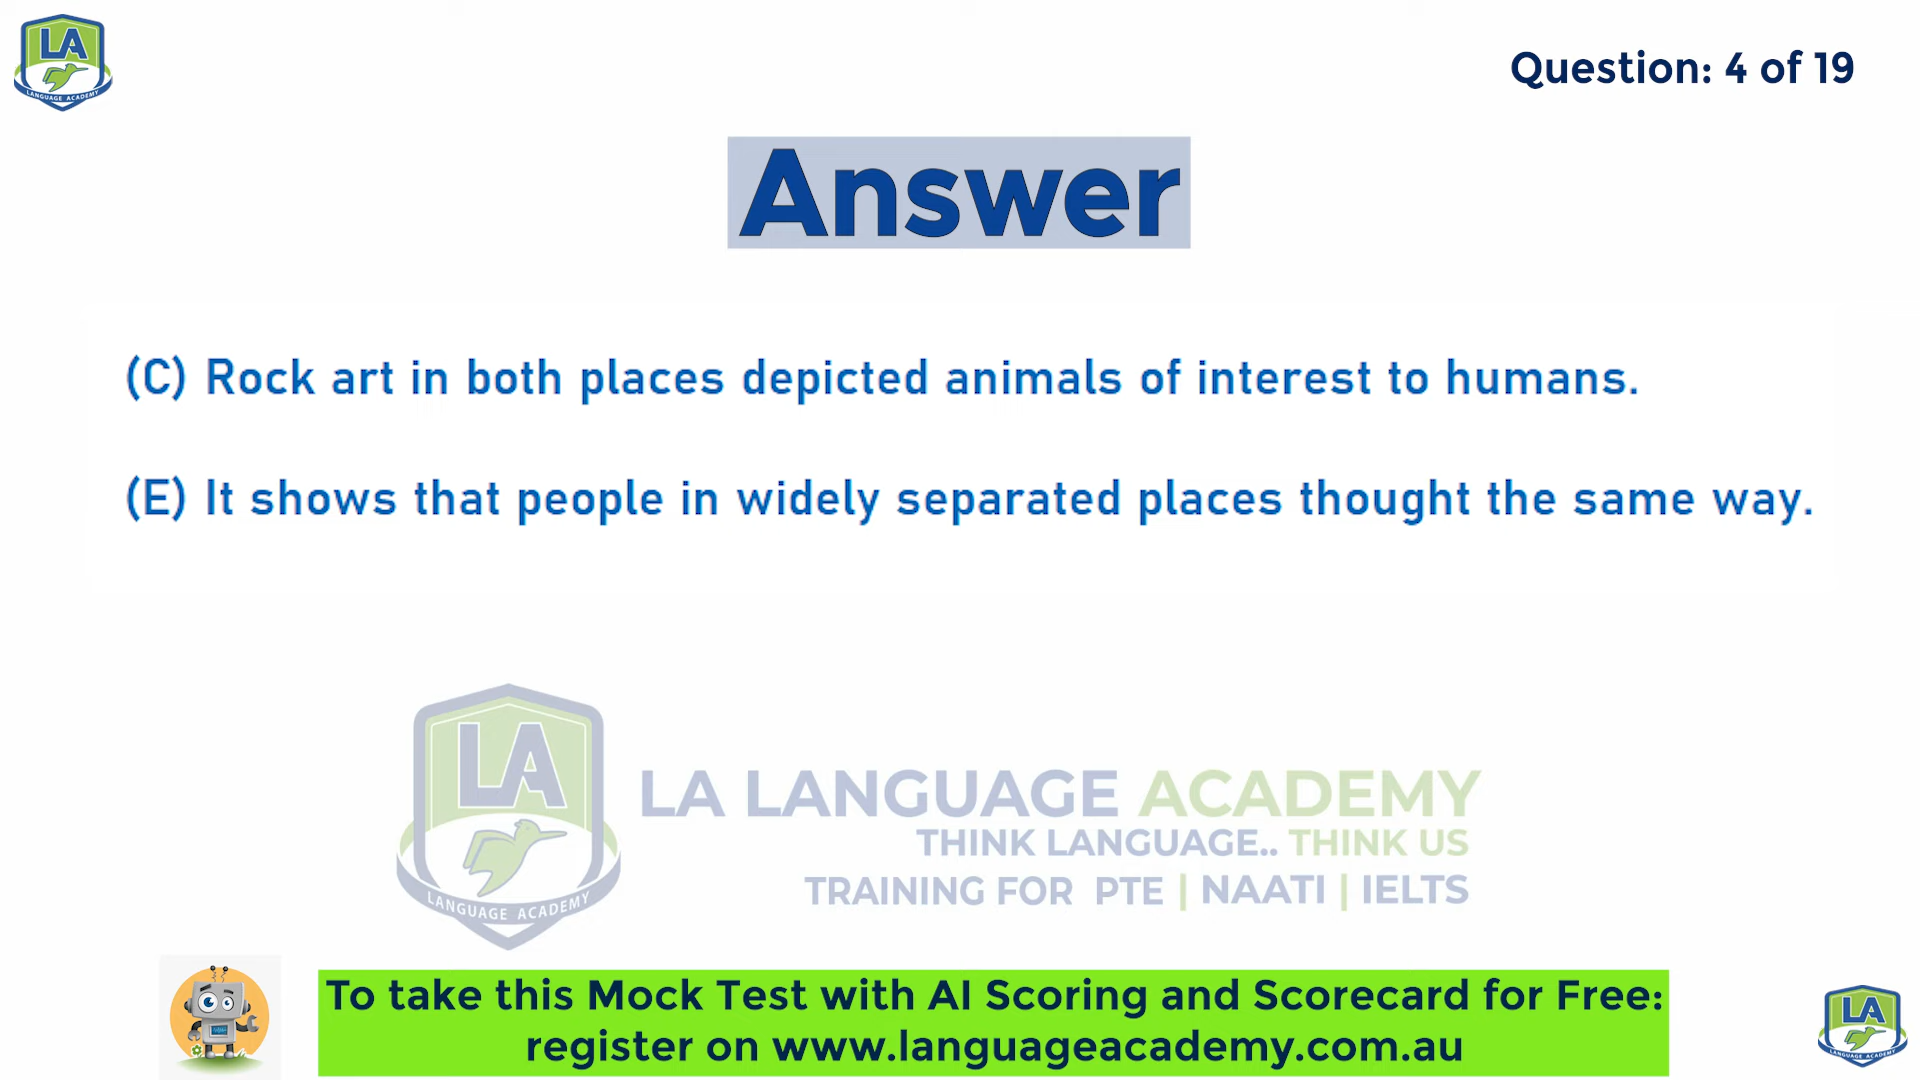 LA
LANGUAGE ACADEMY
Question: 4 of 19
Answer
(C) Rock art in both places depicted animals of interest to humans.
(E) It shows that people in widely separated places thought the same way.
LA
LANGUAGE ACADEMY
LA LANGUAGE ACADEMY
THINK LANGUAGE.. THINK US
TRAINING FOR PTE | NAATI | IELTS
To take this Mock Test with AI Scoring and Scorecard for Free:
register on www.languageacademy.com.au
LA
LANGUAGE ACADEMY